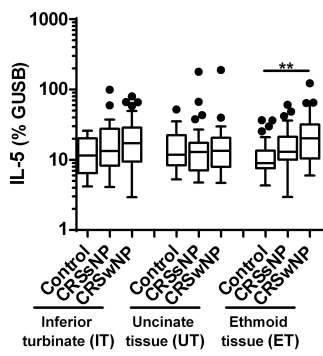 IL-5 (% GUSB)
1000
100
10
1
**
Control
CRSsNP
CRSwNP
Control
CRSsNP
CRSwNP
Control
CRSsNP
CRSwNP
Inferior
turbinate (IT)
Uncinate
tissue (UT)
Ethmoid
tissue (ET)